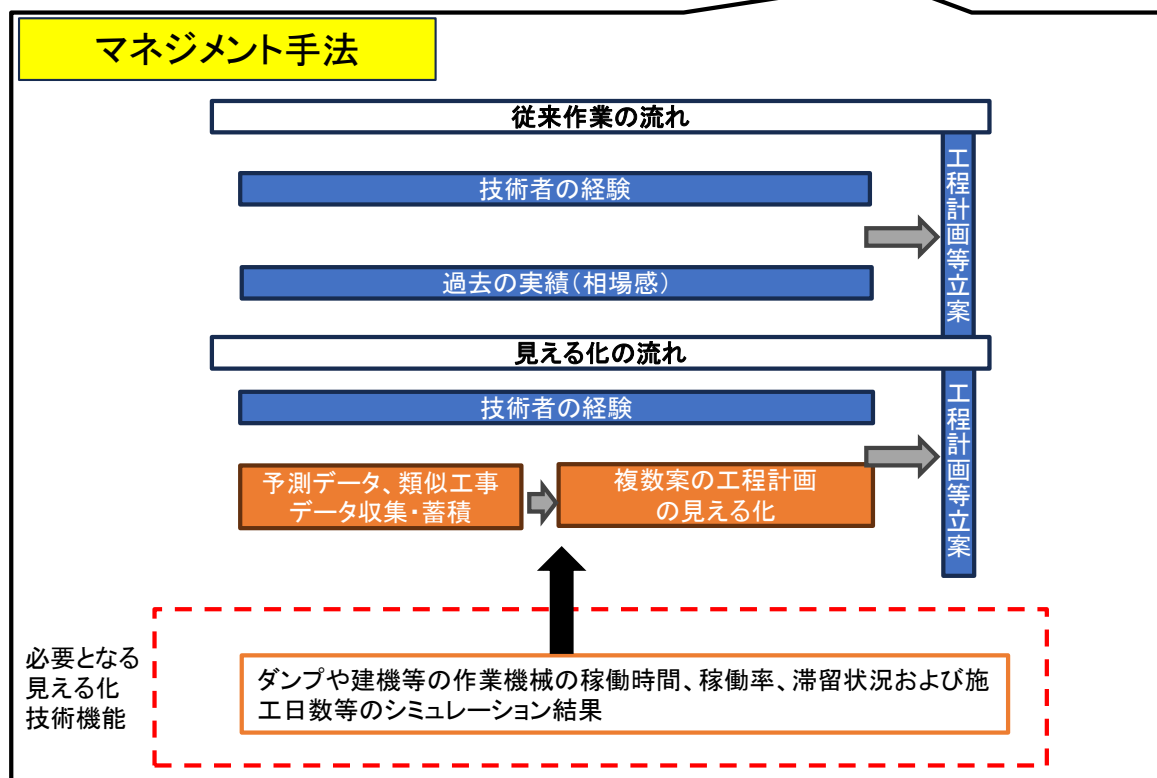 マネジメント手法
従来作業の流れ
技術者の経験
過去の実績(相場感)
工程計画等立案
見える化の流れ
技術者の経験
予測データ、類似工事
データ収集・蓄積
複数案の工程計画
の見える化
工程計画等立案
必要となる
見える化
技術機能
ダンプや建機等の作業機械の稼働時間、稼働率、滞留状況および施
工日数等のシミュレーション結果